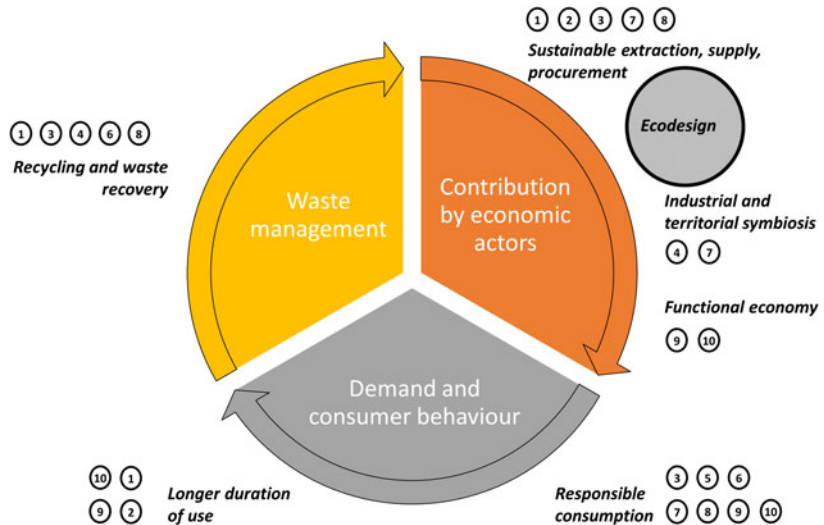 1 2 3 7 8
Sustainable extraction, supply,
procurement
Ecodesign
1 3 4 6 8
Recycling and waste
recovery
Waste
management
Contribution
by economic
actors
Industrial and
territorial symbiosis
4 7
Functional economy
9 10
Demand and
consumer behaviour
10 1
9 2
Longer duration
of use
3 5 6
7 8 9 10
Responsible
consumption